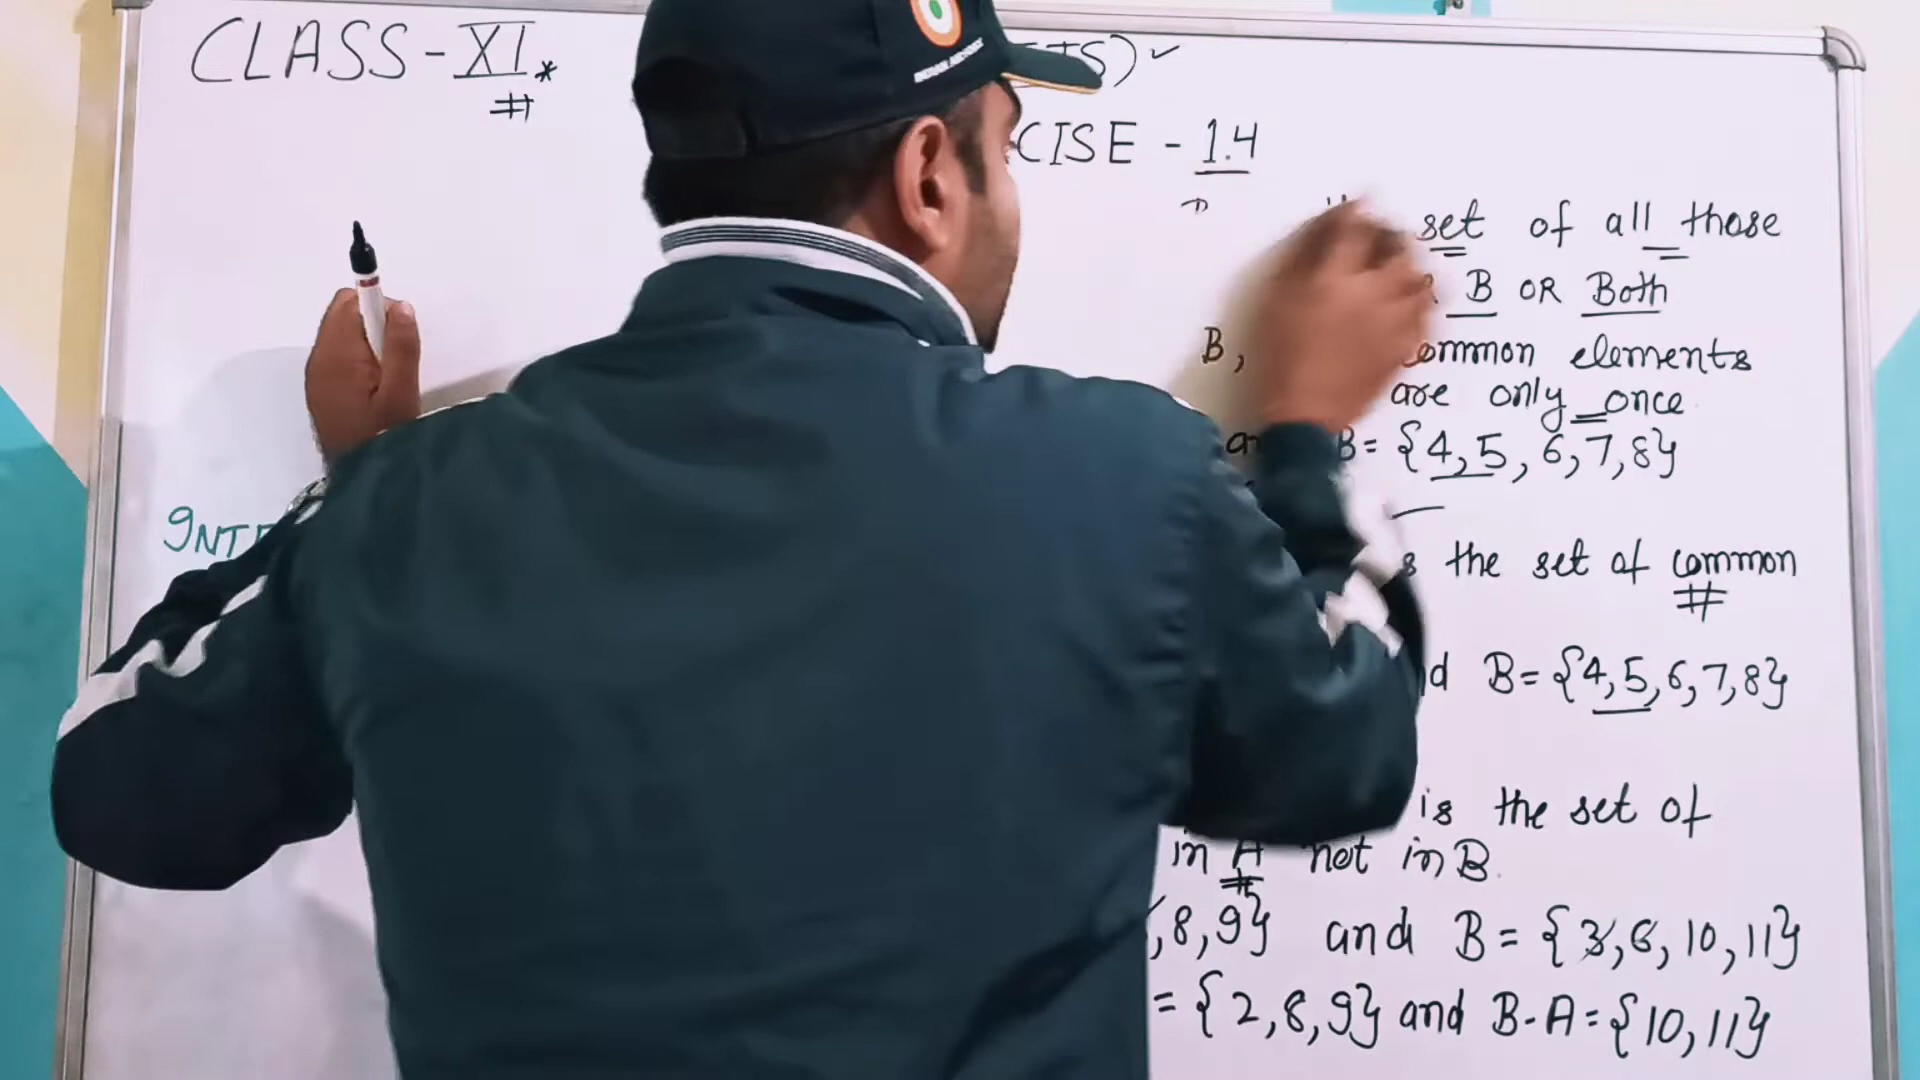 CLASS-XI
CISE - 1.4
set of all those
B OR Both
B, common elements
are only once
B = {4,5,6,7,8}
the set of common
B = {4,5,6,7,8}
is the set of
in A not in B
,8,9} and B = {3,6,10,11}
= {2,8,9} and B-A = {10,11}